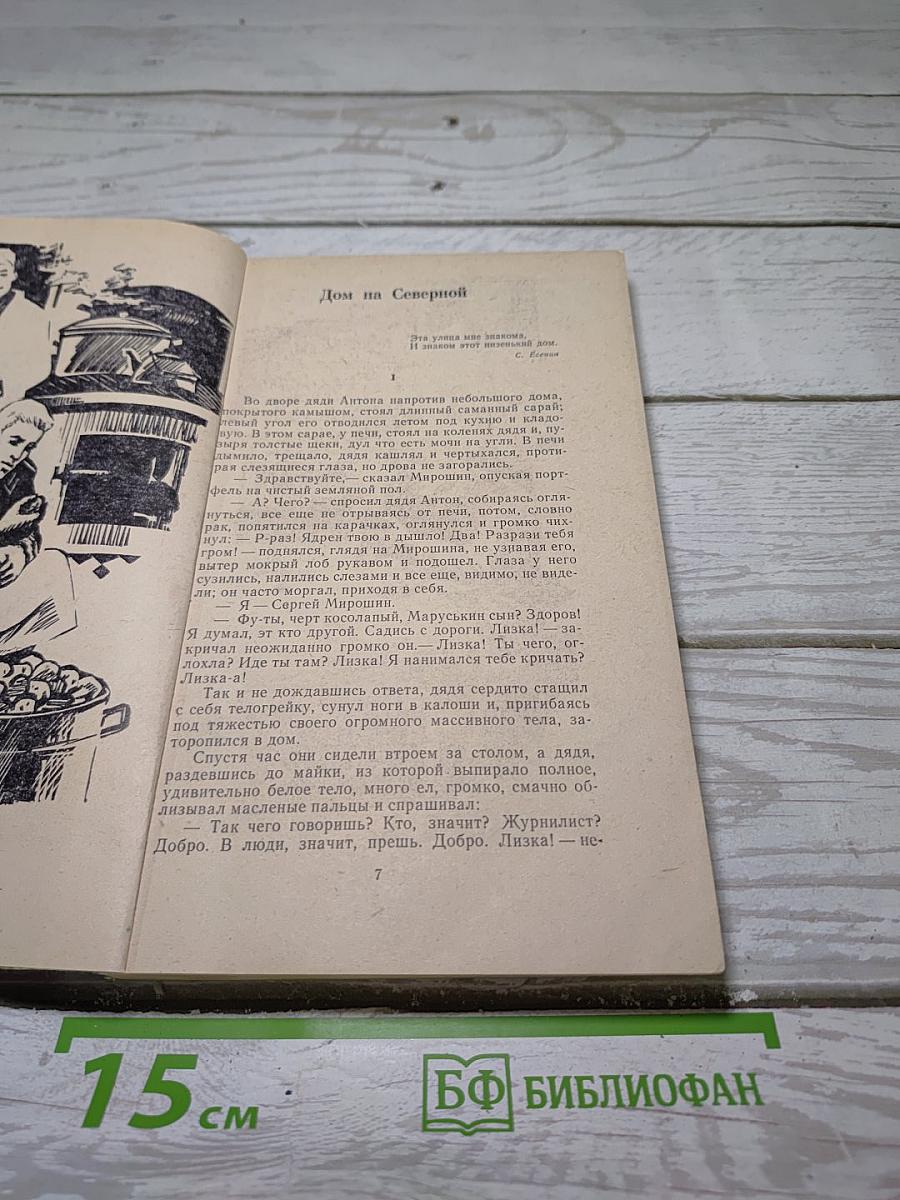 Дом на Северной
Эта улица мне знакома,
И знаком этот низенький дом.
С. Есенин
I
Во дворе дяди Антона напротив небольшого дома,
покрытого камышом, стоял длинный саманный сарай;
левый угол его отводился летом под кухню и кладо-
вую. В этом сарае, у печи, стоял на коленях дядя и, пу-
зыря толстые щеки, дул что есть мочи на угли. В печи
дымило, трещало, дядя кашлял и чертыхался, проти-
рая слезящиеся глаза, но дрова не загорались.
— Здравствуйте,— сказал Мирошин, опуская порт-
фель на чистый земляной пол.
— А? Чего? — спросил дядя Антон, собираясь огля-
нуться, все еще не отрываясь от печи, потом, словно
рак, попятился на карачках, оглянулся и громко чих-
нул: — Р-раз! Ядрен твою в дышло! Два! Разрази тебя
гром! — поднялся, глядя на Мирошина, не узнавая его,
вытер мокрый лоб рукавом и подошел. Глаза у него
сузились, налились слезами и все еще, видимо, не виде-
ли; он часто моргал, приходя в себя.
— Я — Сергей Мирошин.
— Фу-ты, черт косолапый, Маруськин сын? Здоров!
Я думал, эт кто другой. Садись с дороги. Лизка! — за-
кричал неожиданно громко он.— Лизка! Ты чего, ог-
лохла? Иде ты там? Лизка! Я нанимался тебе кричать?
Лизка-а!
Так и не дождавшись ответа, дядя сердито стащил
с себя телогрейку, сунул ноги в калоши и, пригибаясь
под тяжестью своего огромного массивного тела, за-
торопился в дом.
Спустя час они сидели втроем за столом, а дядя,
раздевшись до майки, из которой выпирало полное,
удивительно белое тело, много ел, громко, смачно об-
лизывал масленые пальцы и спрашивал:
— Так чего говоришь? Кто, значит? Журнилист?
Добро. В люди, значит, прешь. Добро. Лизка! — не-
7
15 см
БФ БИБЛИОФАН